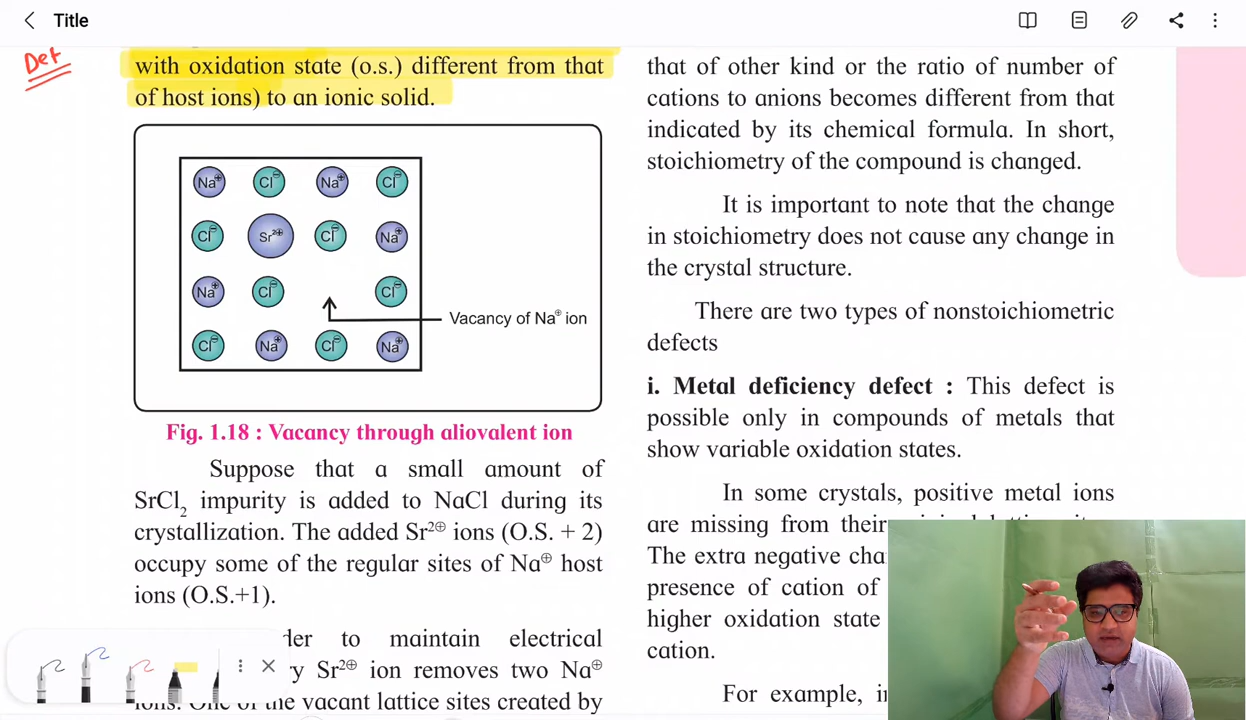 Title
Def
with oxidation state (o.s.) different from that
of host ions) to an ionic solid.
Na⊕ Cl⊖ Na⊕ Cl⊖
Cl⊖ Sr2⊕ Cl⊖ Na⊕
Na⊕ Cl⊖ Cl⊖
Vacancy of Na⊕ ion
Cl⊖ Na⊕ Cl⊖ Na⊕
Fig. 1.18 : Vacancy through aliovalent ion
Suppose that a small amount of
SrCl₂ impurity is added to NaCl during its
crystallization. The added Sr²⊕ ions (O.S. + 2)
occupy some of the regular sites of Na⊕ host
ions (O.S.+1).
to maintain electrical
Sr²⊕ ion removes two Na⊕
the vacant lattice sites created by
that of other kind or the ratio of number of
cations to anions becomes different from that
indicated by its chemical formula. In short,
stoichiometry of the compound is changed.
It is important to note that the change
in stoichiometry does not cause any change in
the crystal structure.
There are two types of nonstoichiometric
defects
i. Metal deficiency defect : This defect is
possible only in compounds of metals that
show variable oxidation states.
In some crystals, positive metal ions
are missing from their
The extra negative
presence of cation of
higher oxidation state
cation.
For example,